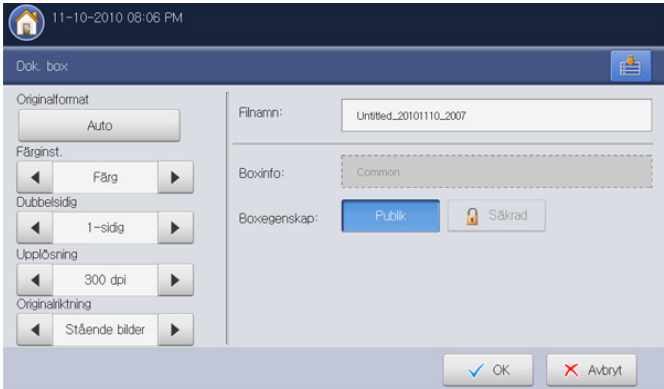 11-10-2010 08:06 PM
Dok. box
Originalformat
Auto
Färginst.
Färg
Dubbelsidig
1-sidig
Upplösning
300 dpi
Originalriktning
Stående bilder
Filnamn:
Untitled_20101110_2007
Boxinfo:
Common
Boxegenskap:
Publik
Säkrad
OK
Avbryt